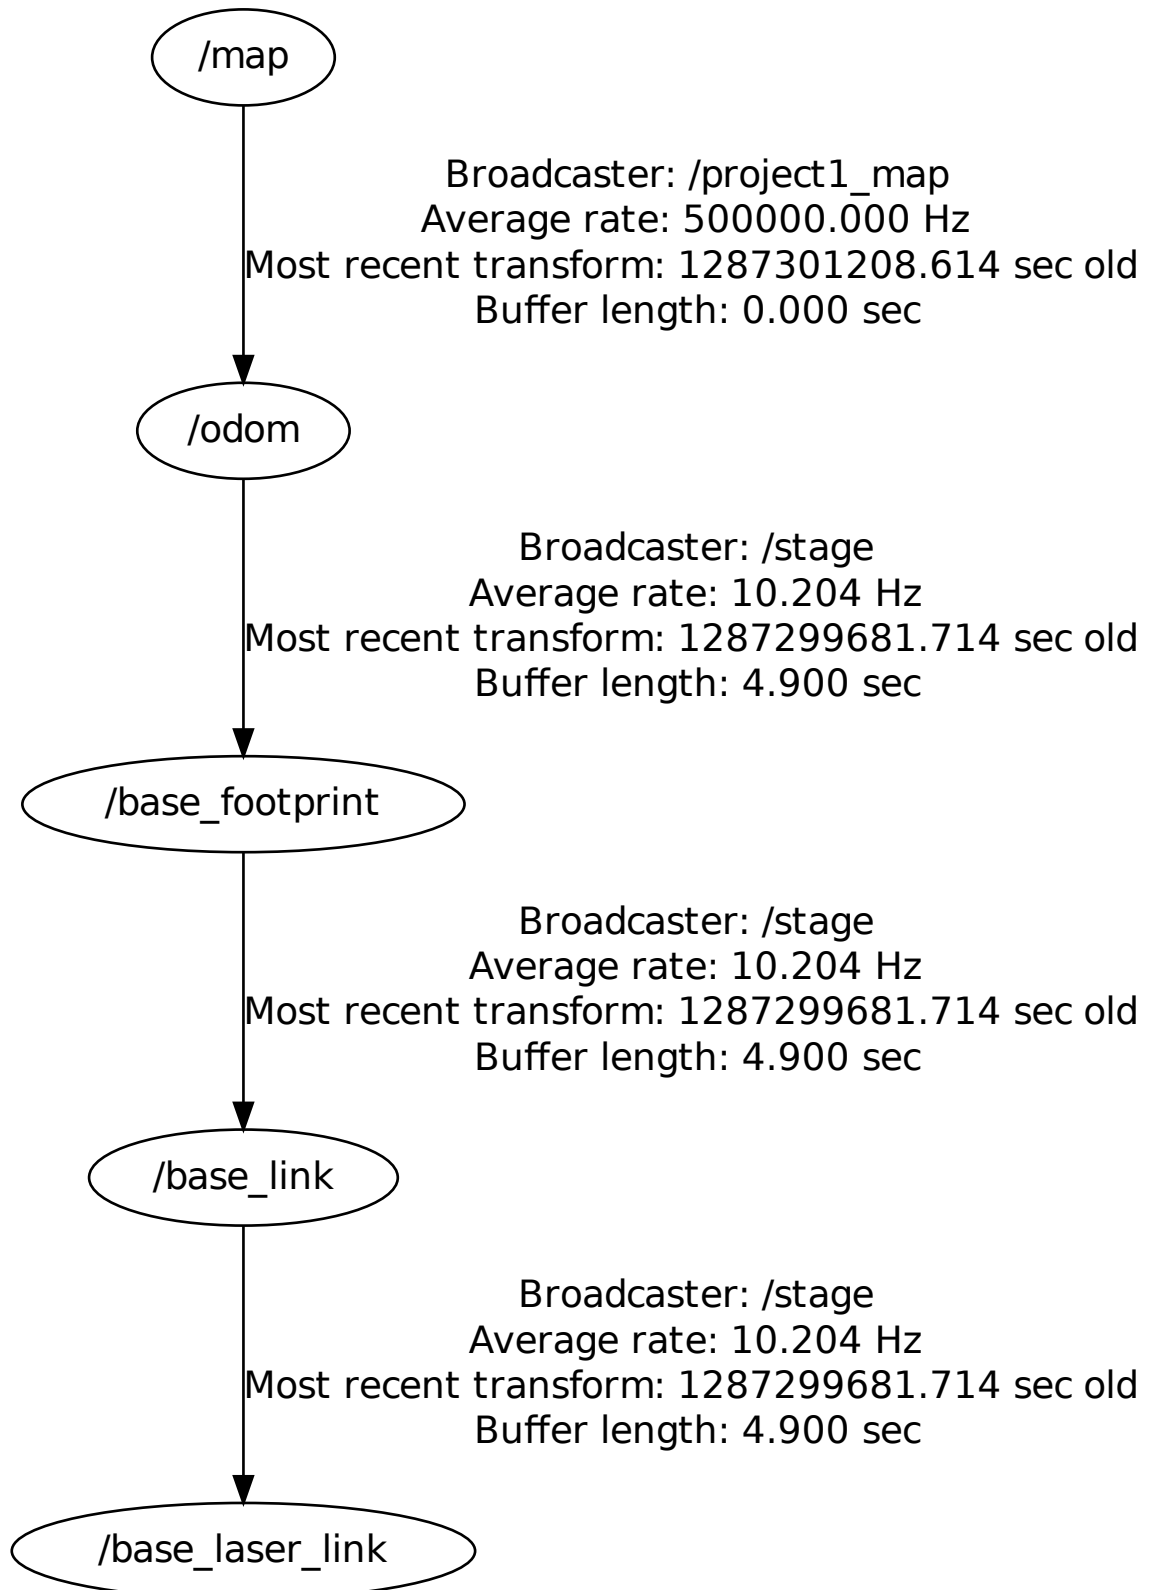 /map
Broadcaster: /project1_map
Average rate: 500000.000 Hz
Most recent transform: 1287301208.614 sec old
Buffer length: 0.000 sec
/odom
Broadcaster: /stage
Average rate: 10.204 Hz
Most recent transform: 1287299681.714 sec old
Buffer length: 4.900 sec
/base_footprint
Broadcaster: /stage
Average rate: 10.204 Hz
Most recent transform: 1287299681.714 sec old
Buffer length: 4.900 sec
/base_link
Broadcaster: /stage
Average rate: 10.204 Hz
Most recent transform: 1287299681.714 sec old
Buffer length: 4.900 sec
/base_laser_link